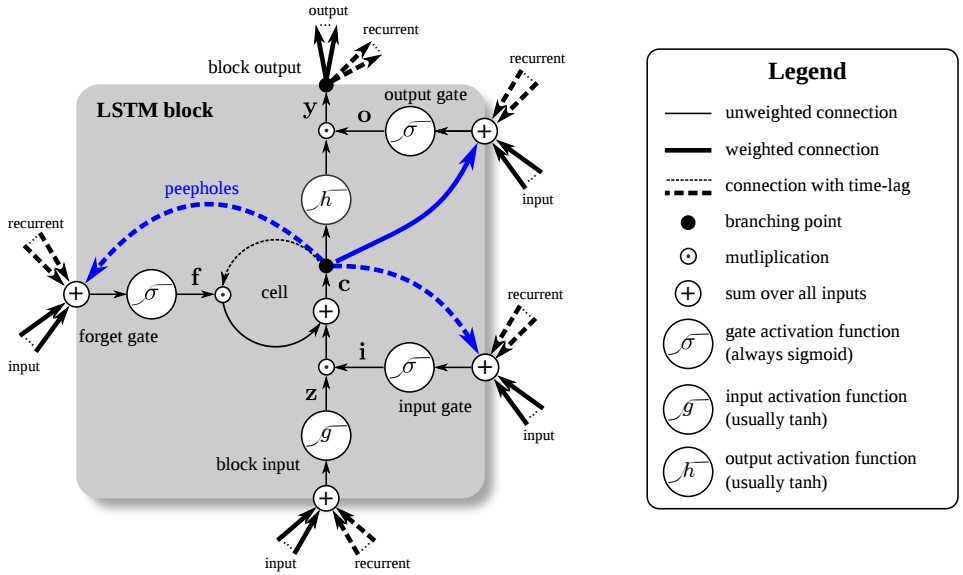 output
recurrent
block output
LSTM block
y
output gate
o
σ
+
recurrent
input
h
peepholes
recurrent
+
σ
f
forget gate
input
cell
c
+
recurrent
i
σ
+
input gate
input
z
g
block input
+
input
recurrent
Legend
unweighted connection
weighted connection
connection with time-lag
branching point
mutliplication
+ sum over all inputs
σ gate activation function
(always sigmoid)
g input activation function
(usually tanh)
h output activation function
(usually tanh)